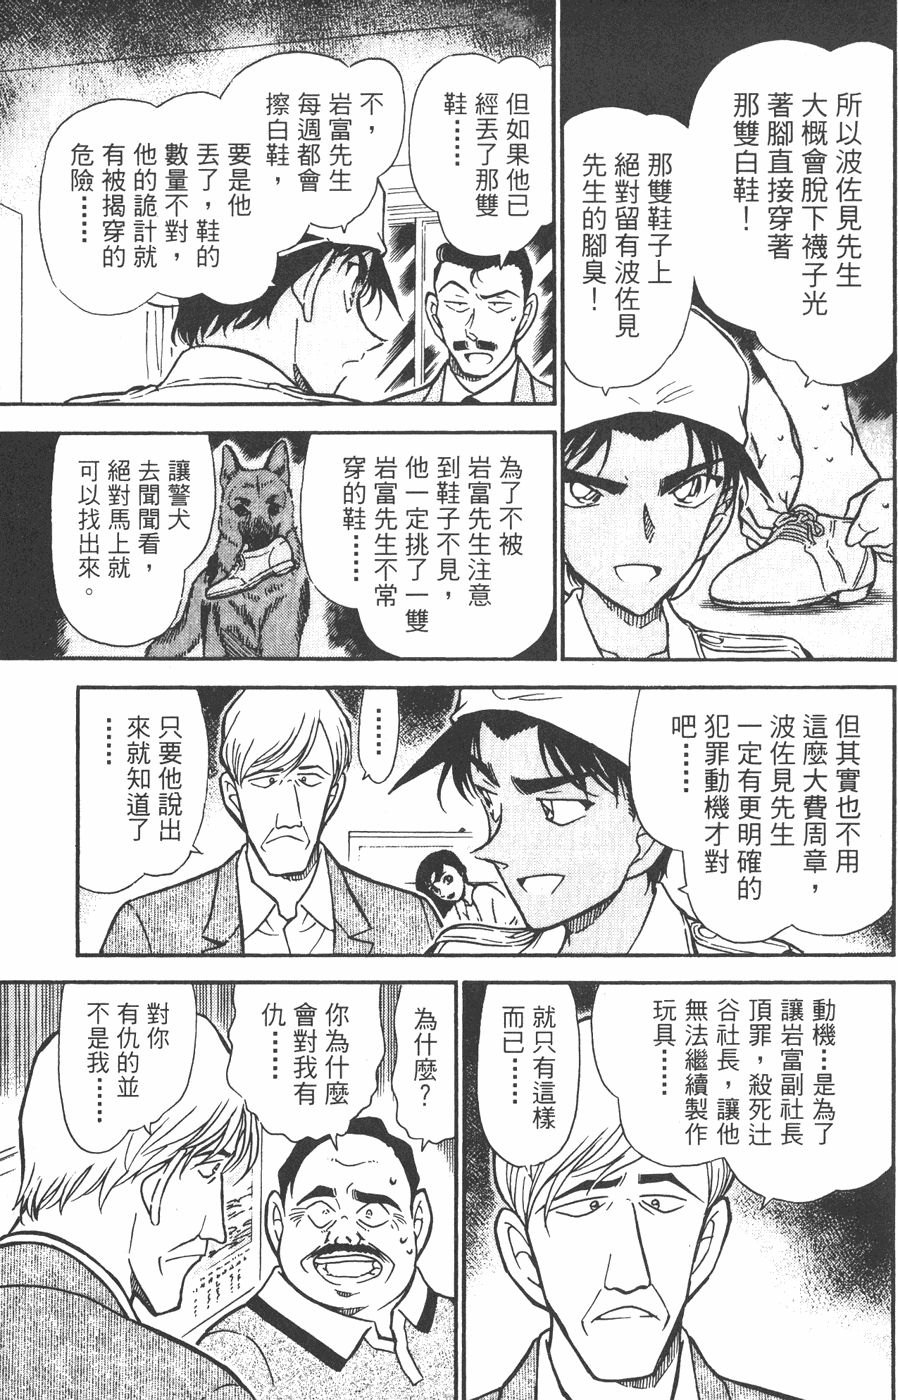 所以波佐見先生
大概會脫下襪子光
著腳直接穿著
那雙白鞋！
那雙鞋子上
絕對留有波佐見
先生的腳臭！
但如果他已
經丟了那雙
鞋……
不，
岩富先生
每週都會
擦白鞋，
要是他
丟了，鞋的
數量不對，
他的詭計就
有被揭穿的
危險……
為了不被
岩富先生注意
到鞋子不見，
他一定挑了一雙
岩富先生不常
穿的鞋……
讓警犬
去聞聞看，
絕對馬上就
可以找出來。
但其實也不用
這麼大費周章，
波佐見先生
一定有更明確的
犯罪動機才對
吧……
……
只要他說出
來就知道了
……
動機…是為了
讓岩富副社長
頂罪，殺死辻
谷社長，讓他
無法繼續製作
玩具……
就只有這樣
而已……
為什麼？
你為什麼
會對我有
仇……
對你
有仇的並
不是我……